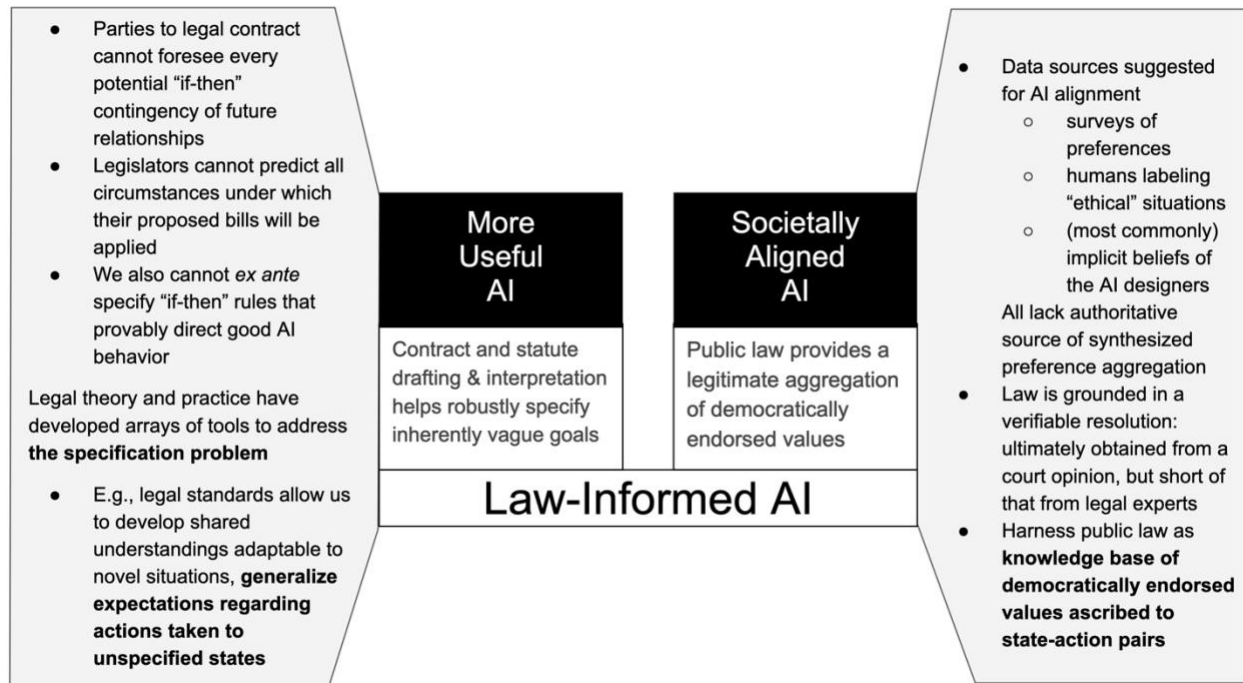 ● Parties to legal contract
cannot foresee every
potential “if-then”
contingency of future
relationships
● Legislators cannot predict all
circumstances under which
their proposed bills will be
applied
● We also cannot ex ante
specify “if-then” rules that
provably direct good AI
behavior
Legal theory and practice have
developed arrays of tools to address
the specification problem
● E.g., legal standards allow us
to develop shared
understandings adaptable to
novel situations, generalize
expectations regarding
actions taken to
unspecified states
More
Useful
AI
Contract and statute
drafting & interpretation
helps robustly specify
inherently vague goals
Societally
Aligned
AI
Public law provides a
legitimate aggregation
of democratically
endorsed values
Law-Informed AI
● Data sources suggested
for AI alignment
○ surveys of
preferences
○ humans labeling
“ethical” situations
○ (most commonly)
implicit beliefs of
the AI designers
All lack authoritative
source of synthesized
preference aggregation
● Law is grounded in a
verifiable resolution:
ultimately obtained from a
court opinion, but short of
that from legal experts
● Harness public law as
knowledge base of
democratically endorsed
values ascribed to
state-action pairs